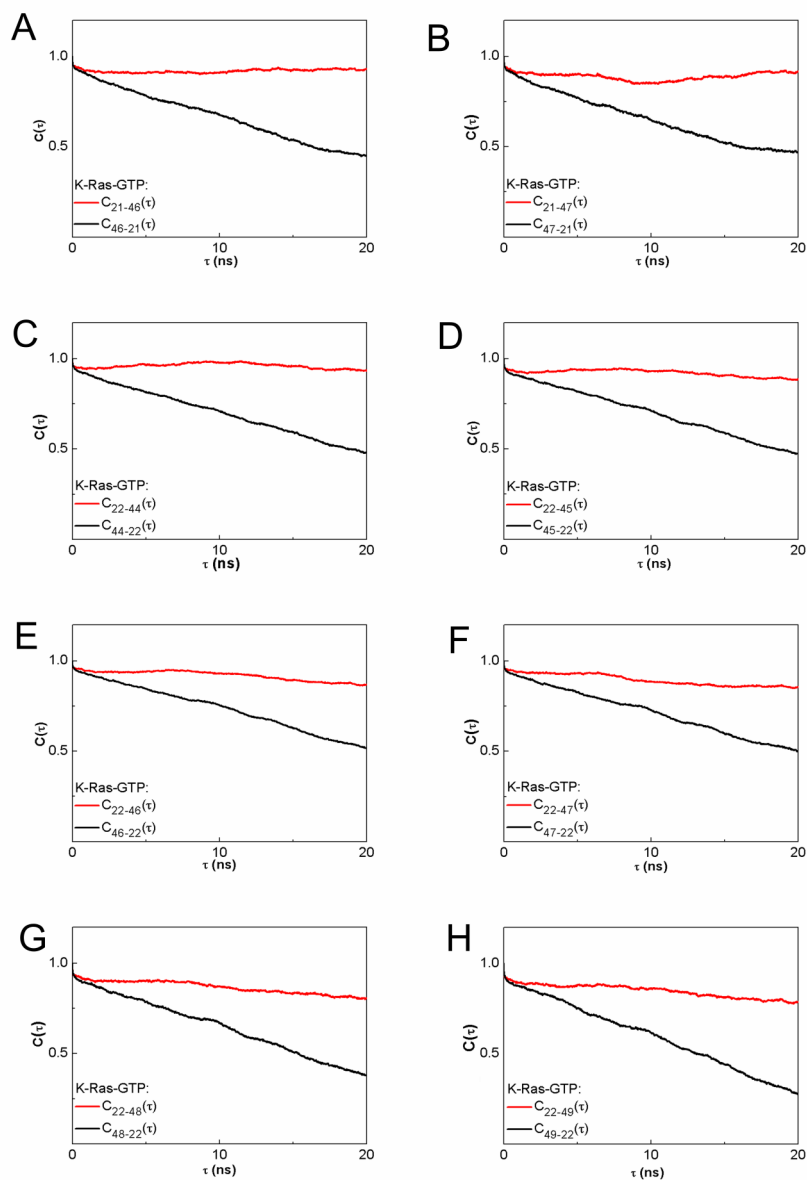 A
C(τ)
1.0
0.5
K-Ras-GTP:
C21-46(τ)
C46-21(τ)
0 10 20
τ (ns)
B
C(τ)
1.0
0.5
K-Ras-GTP:
C21-47(τ)
C47-21(τ)
0 10 20
τ (ns)
C
C(τ)
1.0
0.5
K-Ras-GTP:
C22-44(τ)
C44-22(τ)
0 10 20
τ (ns)
D
C(τ)
1.0
0.5
K-Ras-GTP:
C22-45(τ)
C45-22(τ)
0 10 20
τ (ns)
E
C(τ)
1.0
0.5
K-Ras-GTP:
C22-46(τ)
C46-22(τ)
0 10 20
τ (ns)
F
C(τ)
1.0
0.5
K-Ras-GTP:
C22-47(τ)
C47-22(τ)
0 10 20
τ (ns)
G
C(τ)
1.0
0.5
K-Ras-GTP:
C22-48(τ)
C48-22(τ)
0 10 20
τ (ns)
H
C(τ)
1.0
0.5
K-Ras-GTP:
C22-49(τ)
C49-22(τ)
0 10 20
τ (ns)